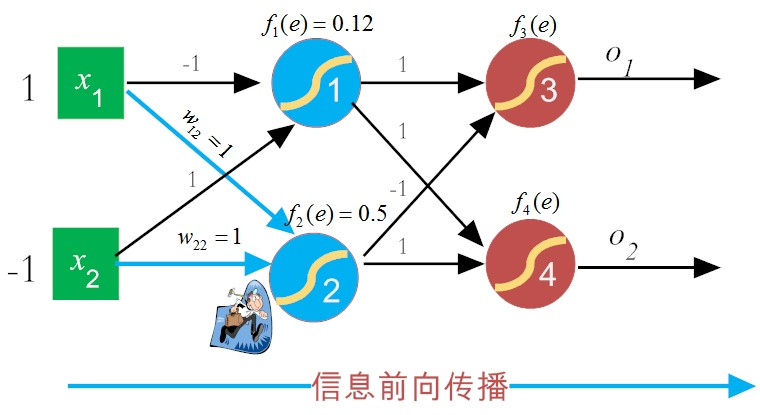 f₁(e) = 0.12
f₃(e)
-1
1
o₁
1
x₁
1
3
w₁₂ = 1
1
1
-1
f₄(e)
f₂(e) = 0.5
w₂₂ = 1
1
o₂
-1
x₂
2
4
信息前向传播